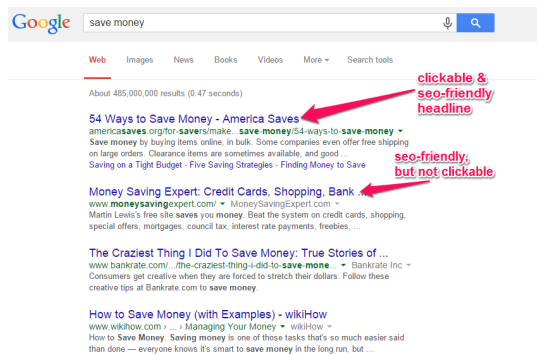 Google save money
Web Images News Books Videos More Search tools
About 485,000,000 results (0.47 seconds)
clickable &
seo-friendly
headline
54 Ways to Save Money - America Saves
americasaves.org/for-savers/make...save-money/54-ways-to-save-money
Save money by buying items online, in bulk. Some companies even offer free shipping
on large orders. Clearance items are sometimes available, and good ...
Saving on a Tight Budget - Five Saving Strategies - Finding Money to Save
seo-friendly,
but not clickable
Money Saving Expert: Credit Cards, Shopping, Bank ...
www.moneysavingexpert.com/ MoneySavingExpert.com
Martin Lewis's free site saves you money. Beat the system on credit cards, shopping,
special offers, mortgages, council tax, interest rate payments, freebies, ...
The Craziest Thing I Did To Save Money: True Stories of ...
www.bankrate.com/.../the-craziest-thing-i-did-to-save-mone... Bankrate Inc
Consumers get creative when they are forced to stretch their dollars. Follow these
creative tips at Bankrate.com to save money.
How to Save Money (with Examples) - wikiHow
www.wikihow.com › ... › Managing Your Money wikiHow
How to Save Money. Saving money is one of those tasks that's so much easier said
than done — everyone knows it's smart to save money in the long run, but ...